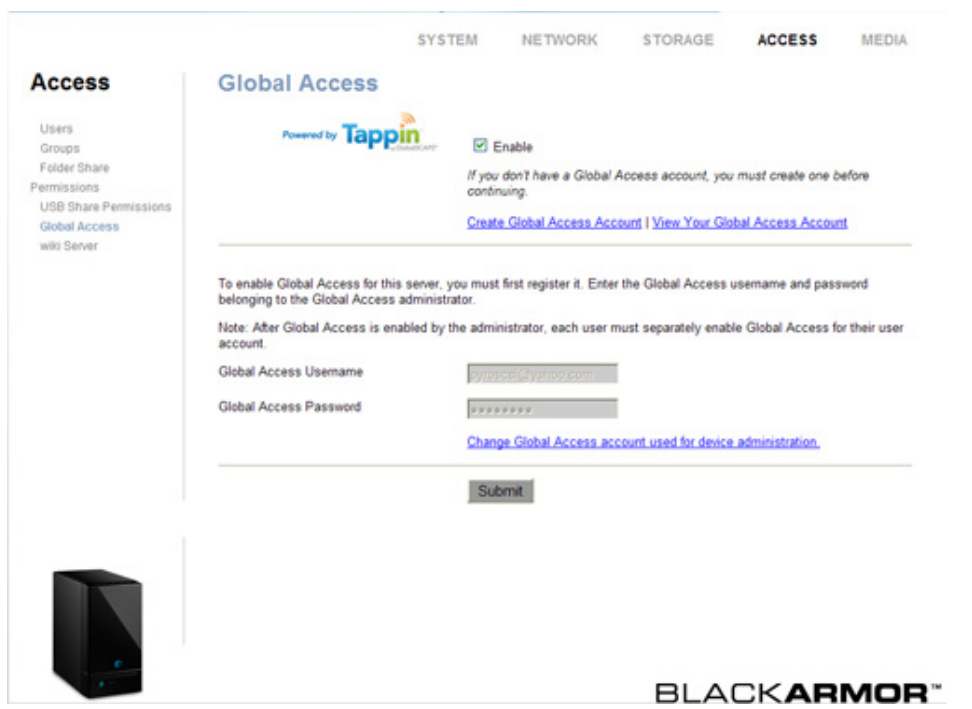 SYSTEM NETWORK STORAGE ACCESS MEDIA
Access
Users
Groups
Folder Share
Permissions
USB Share Permissions
Global Access
wiki Server
Global Access
Powered by Tappin
Enable
If you don't have a Global Access account, you must create one before
continuing.
Create Global Access Account | View Your Global Access Account
To enable Global Access for this server, you must first register it. Enter the Global Access username and password
belonging to the Global Access administrator.
Note: After Global Access is enabled by the administrator, each user must separately enable Global Access for their user
account.
Global Access Username
Global Access Password
********
Change Global Access account used for device administration.
Submit
BLACKARMOR™